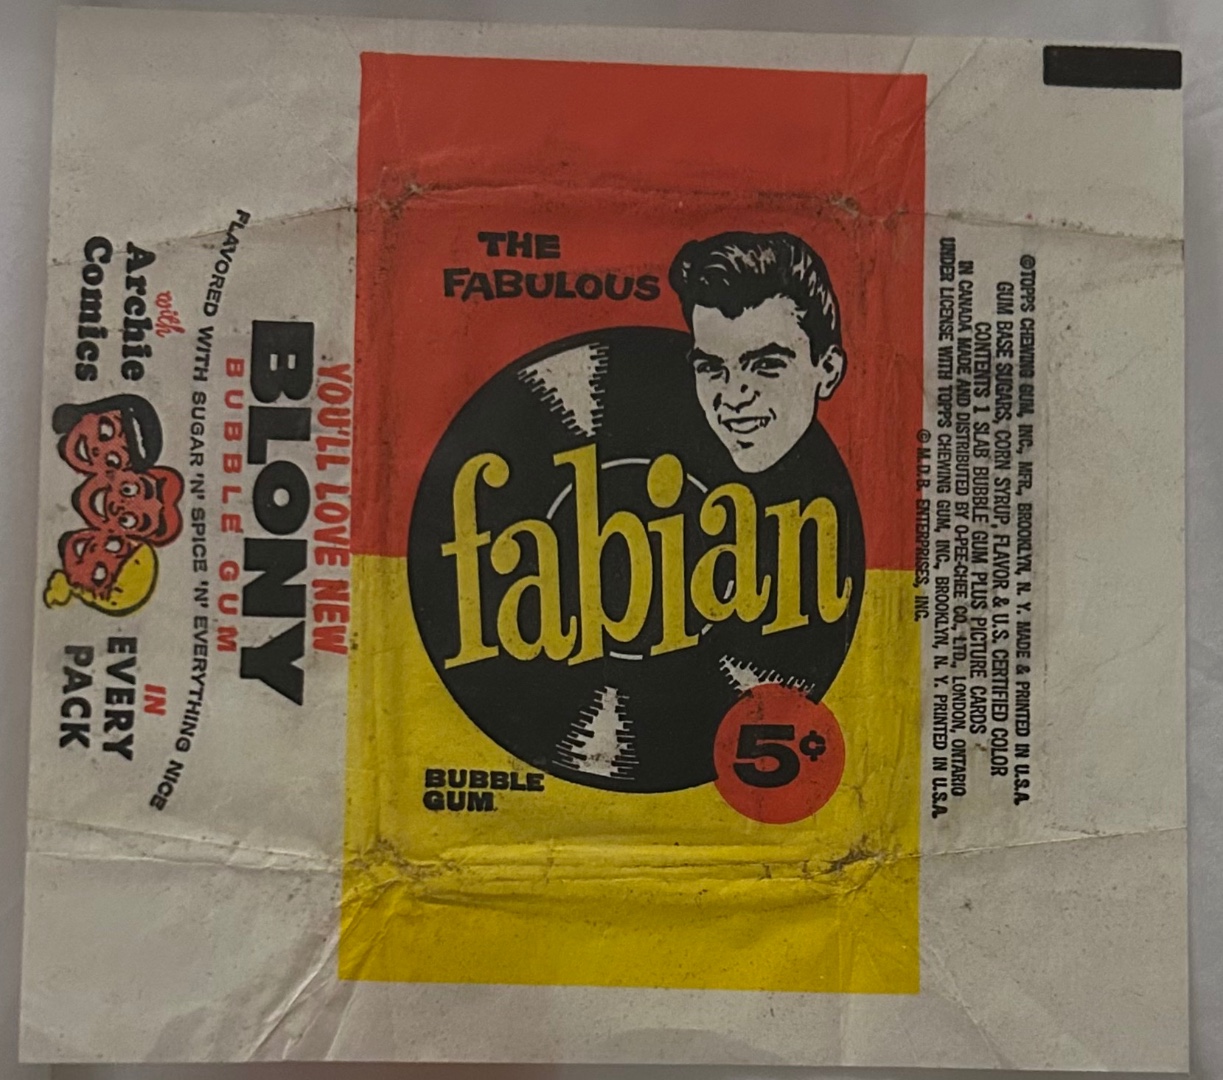 THE
FABULOUS
fabian
5¢
BUBBLE
GUM
YOU'LL LOVE NEW
BLONY
BUBBLE GUM
FLAVORED WITH SUGAR 'N' SPICE 'N' EVERYTHING NICE
with
Archie
Comics
IN
EVERY
PACK
©TOPPS CHEWING GUM, INC., MFR., BROOKLYN, N. Y. MADE & PRINTED IN U.S.A.
GUM BASE SUGARS, CORN SYRUP, FLAVOR & U.S. CERTIFIED COLOR
CONTENTS 1 SLAB BUBBLE GUM PLUS PICTURE CARDS
IN CANADA MADE AND DISTRIBUTED BY O-PEE-CHEE CO., LTD., LONDON, ONTARIO
UNDER LICENSE WITH TOPPS CHEWING GUM, INC., BROOKLYN, N. Y. PRINTED IN U.S.A.
© M.D.B. ENTERPRISES, INC.